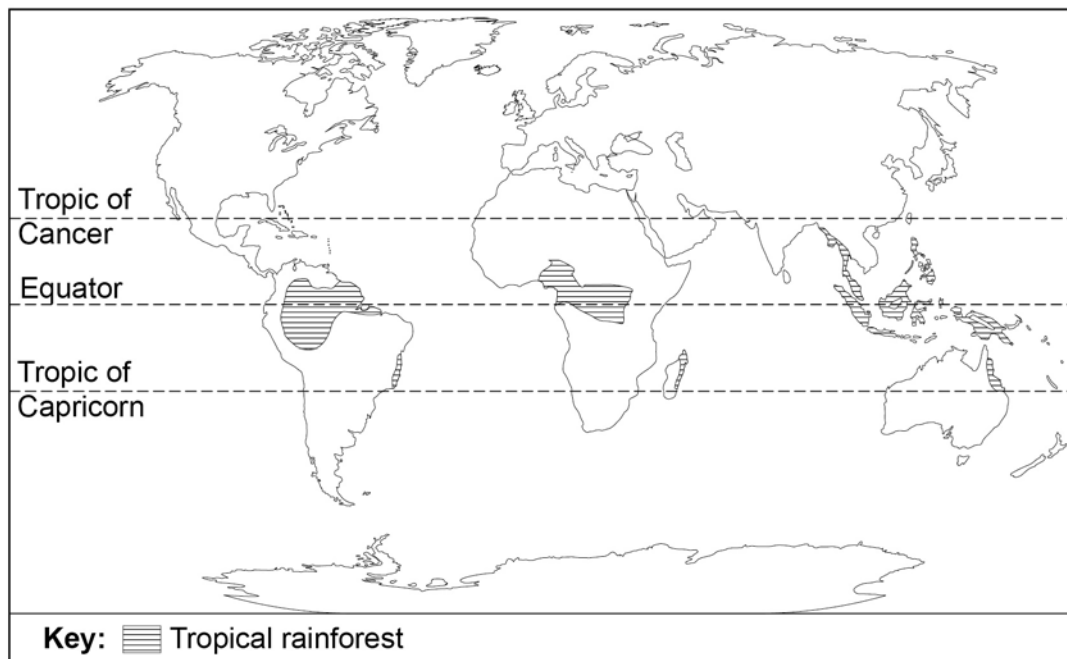 Tropic of
Cancer
Equator
Tropic of
Capricorn
Key: Tropical rainforest